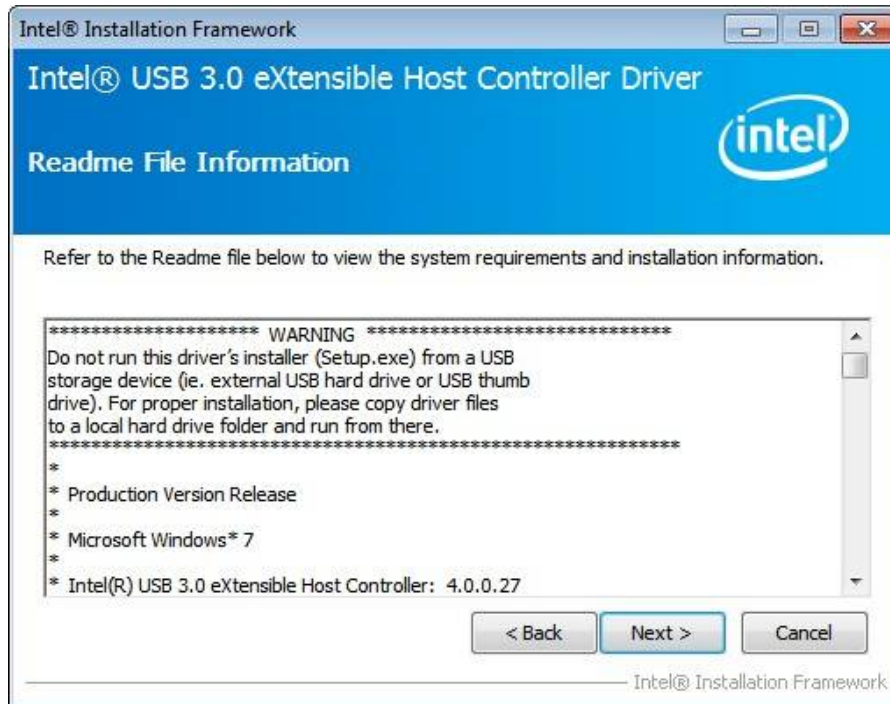 Intel® Installation Framework
Intel® USB 3.0 eXtensible Host Controller Driver
intel
Readme File Information
Refer to the Readme file below to view the system requirements and installation information.
******************** WARNING *****************************
Do not run this driver's installer (Setup.exe) from a USB
storage device (ie. external USB hard drive or USB thumb
drive). For proper installation, please copy driver files
to a local hard drive folder and run from there.
************************************************************
*
* Production Version Release
*
* Microsoft Windows* 7
*
* Intel(R) USB 3.0 eXtensible Host Controller: 4.0.0.27
< Back Next > Cancel
Intel® Installation Framework